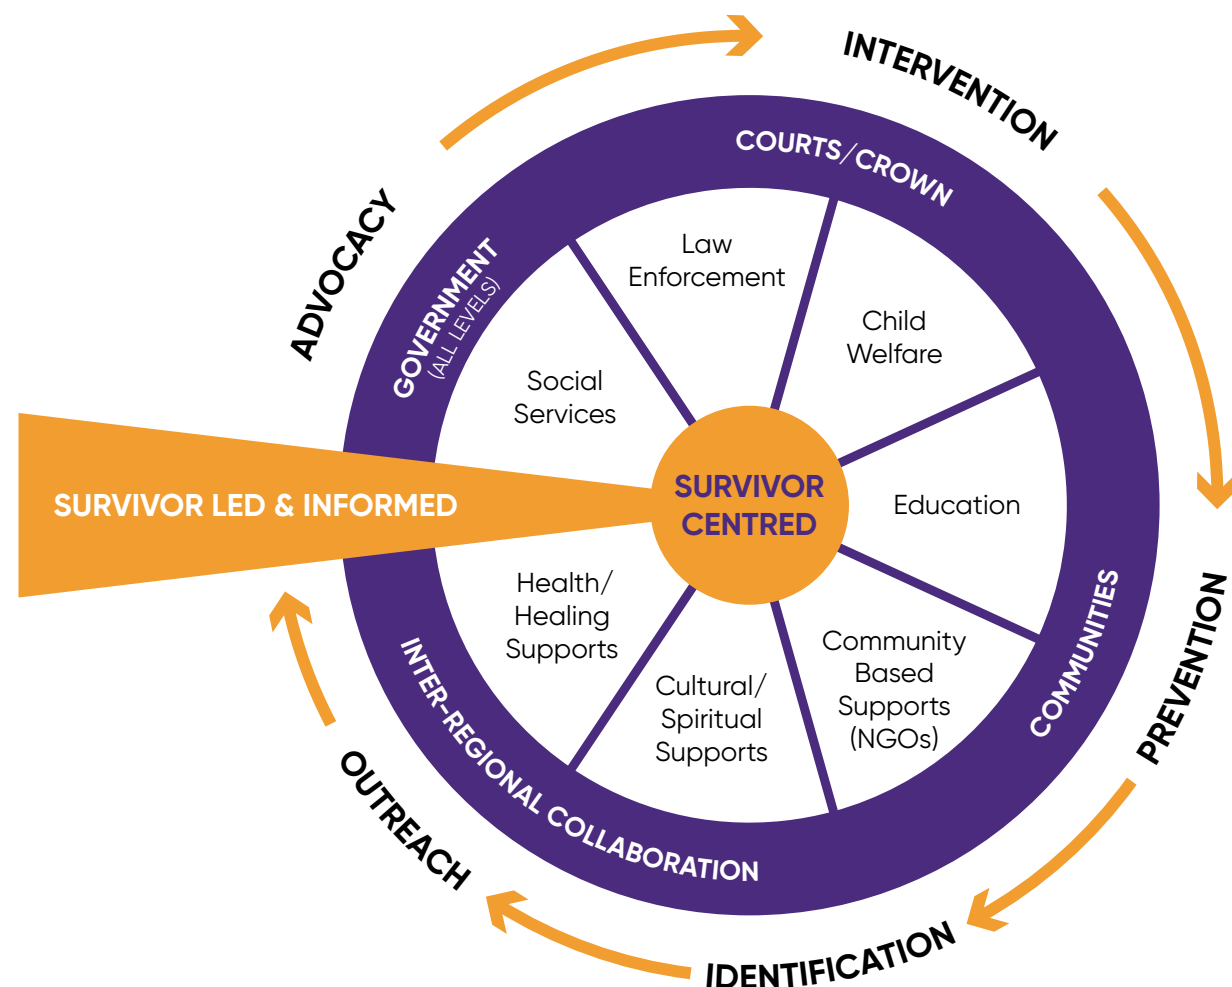 INTERVENTION
COURTS/CROWN
ADVOCACY
GOVERNMENT
(ALL LEVELS)
Law
Enforcement
Child
Welfare
Social
Services
SURVIVOR LED & INFORMED
SURVIVOR
CENTRED
Education
Health/
Healing
Supports
Community
Based
Supports
(NGOs)
Cultural/
Spiritual
Supports
COMMUNITIES
PREVENTION
INTER-REGIONAL COLLABORATION
OUTREACH
IDENTIFICATION